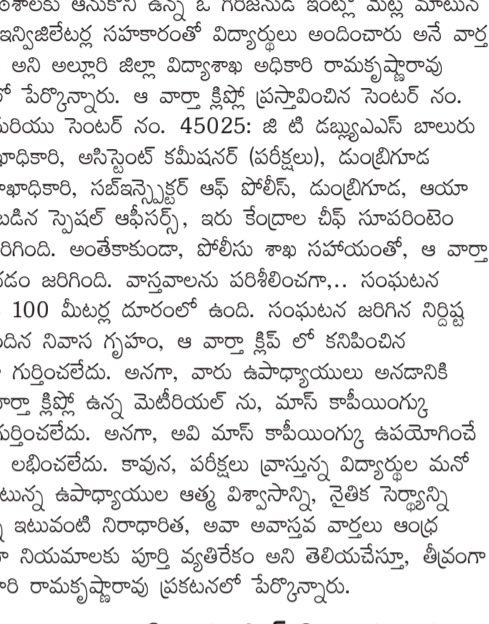 ఠశాలకు ఆనుకొని ఉన్న ఓ గిరిజనుడి ఇంట్లో మెట్ల మాటున
ఇన్విజిలేటర్ల సహకారంతో విద్యార్థులు అందించారు అనే వార్త
అని అల్లూరి జిల్లా విద్యాశాఖ అధికారి రామకృష్ణారావు
లో పేర్కొన్నారు. ఆ వార్తా క్లిప్లో ప్రస్తావించిన సెంటర్ నం.
మరియు సెంటర్ నం. 45025: జి టి డబ్ల్యుఎఎస్ బాలురు
ఖాధికారి, అసిస్టెంట్ కమీషనర్ (పరీక్షలు), డుంబ్రిగూడ
శాఖాధికారి, సబ్ఇన్స్పెక్టర్ ఆఫ్ పోలీస్, డుంబ్రిగూడ, ఆయా
బడిన స్పెషల్ ఆఫీసర్స్, ఇరు కేంద్రాల చీఫ్ సూపరింటెం
రిగింది. అంతేకాకుండా, పోలీసు శాఖ సహాయంతో, ఆ వార్తా
డం జరిగింది. వాస్తవాలను పరిశీలించగా,.. సంఘటన
100 మీటర్ల దూరంలో ఉంది. సంఘటన జరిగిన నిర్దిష్ట
దిన నివాస గృహం, ఆ వార్తా క్లిప్ లో కనిపించిన
గుర్తించలేదు. అనగా, వారు ఉపాధ్యాయులు అనడానికి
వార్తా క్లిప్లో ఉన్న మెటీరియల్ ను, మాస్ కాపీయింగ్కు
గుర్తించలేదు. అనగా, అవి మాస్ కాపీయింగ్కు ఉపయోగించే
లభించలేదు. కావున, పరీక్షలు వ్రాస్తున్న విద్యార్థుల మనో
టున్న ఉపాధ్యాయుల ఆత్మ విశ్వాసాన్ని, నైతిక సెర్థ్యాన్ని
ఇటువంటి నిరాధారిత, అవా అవాస్తవ వార్తలు ఆంధ్ర
నియమాలకు పూర్తి వ్యతిరేకం అని తెలియచేస్తూ, తీవ్రంగా
రి రామకృష్ణారావు ప్రకటనలో పేర్కొన్నారు.